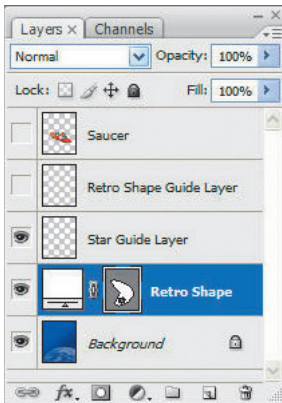 Layers × Channels
Normal Opacity: 100%
Lock: Fill: 100%
Saucer
Retro Shape Guide Layer
Star Guide Layer
Retro Shape
Background
fx.